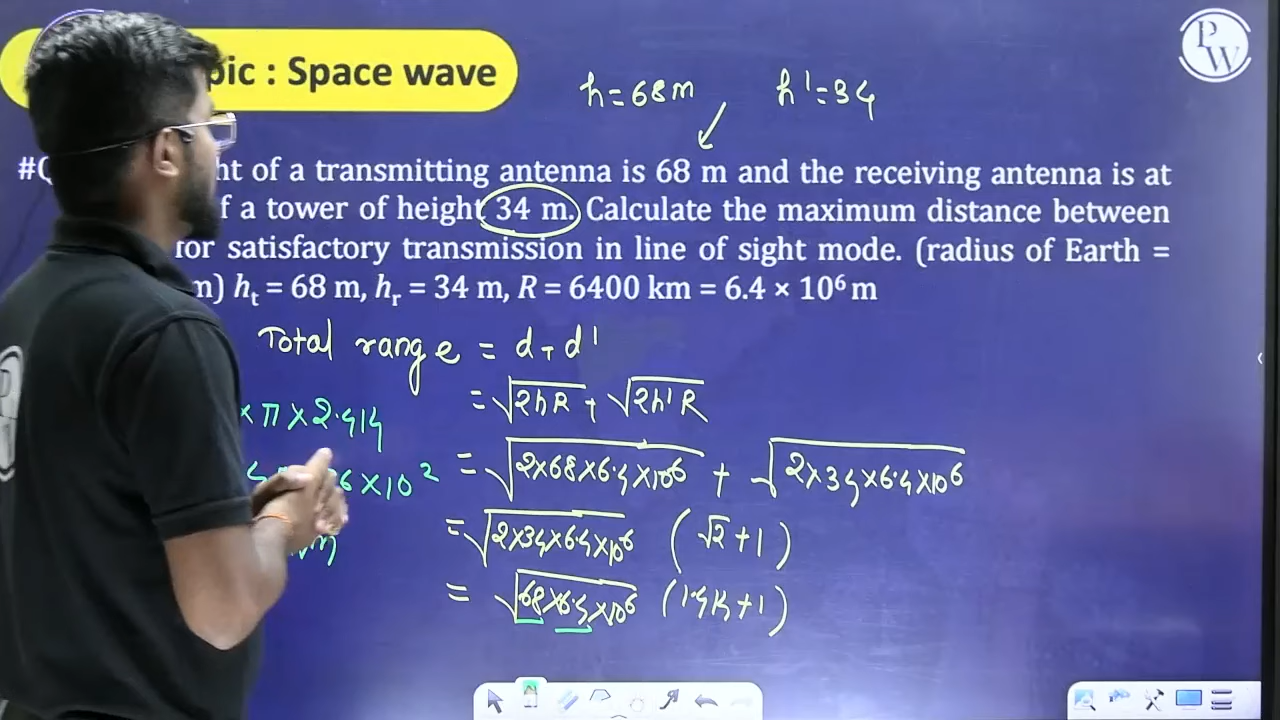 pic : Space wave
PW
h=68m h'=34
#Q ht of a transmitting antenna is 68 m and the receiving antenna is at
f a tower of height 34 m. Calculate the maximum distance between
for satisfactory transmission in line of sight mode. (radius of Earth =
m) hₜ = 68 m, hᵣ = 34 m, R = 6400 km = 6.4 × 10⁶ m
Total range = d+d'
= √2hR + √2h'R
×π×2.414
= √2×68×6.4×10⁶ + √2×34×6.4×10⁶
6×10²
= √2×34×6.4×10⁶ (√2+1)
m
= √68×6.4×10⁶ (1.414+1)